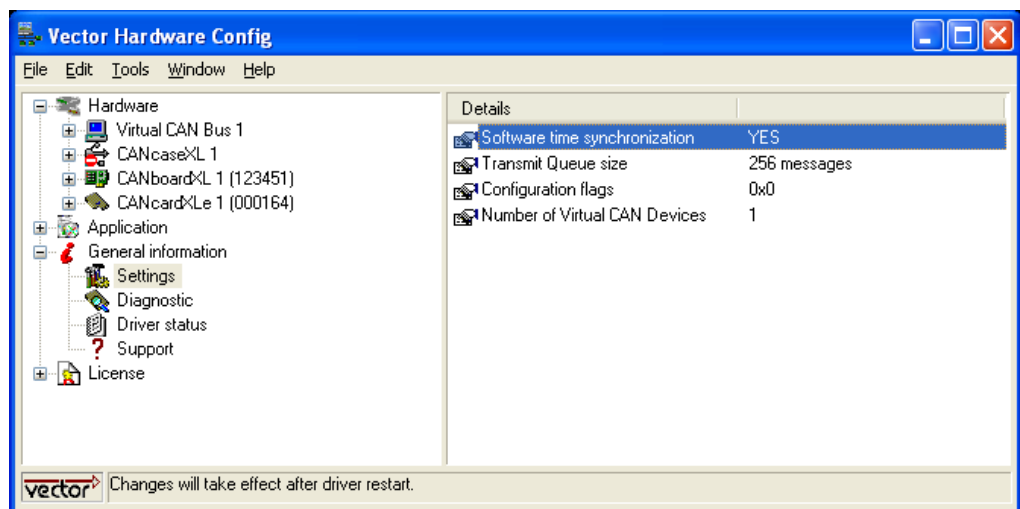 Vector Hardware Config
File Edit Tools Window Help
Hardware
Virtual CAN Bus 1
CANcaseXL 1
CANboardXL 1 (123451)
CANcardXLe 1 (000164)
Application
General information
Settings
Diagnostic
Driver status
Support
License
Details
Software time synchronization YES
Transmit Queue size 256 messages
Configuration flags 0x0
Number of Virtual CAN Devices 1
vector Changes will take effect after driver restart.